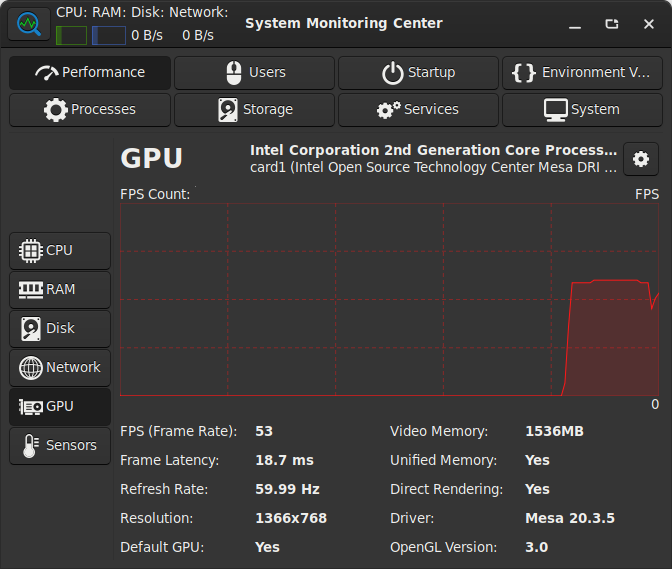 CPU: RAM: Disk: Network:
0 B/s 0 B/s
System Monitoring Center
Performance Users Startup Environment V...
Processes Storage Services System
GPU
Intel Corporation 2nd Generation Core Process...
card1 (Intel Open Source Technology Center Mesa DRI ...
FPS Count: FPS
CPU
RAM
Disk
Network
GPU
Sensors
0
FPS (Frame Rate): 53 Video Memory: 1536MB
Frame Latency: 18.7 ms Unified Memory: Yes
Refresh Rate: 59.99 Hz Direct Rendering: Yes
Resolution: 1366x768 Driver: Mesa 20.3.5
Default GPU: Yes OpenGL Version: 3.0